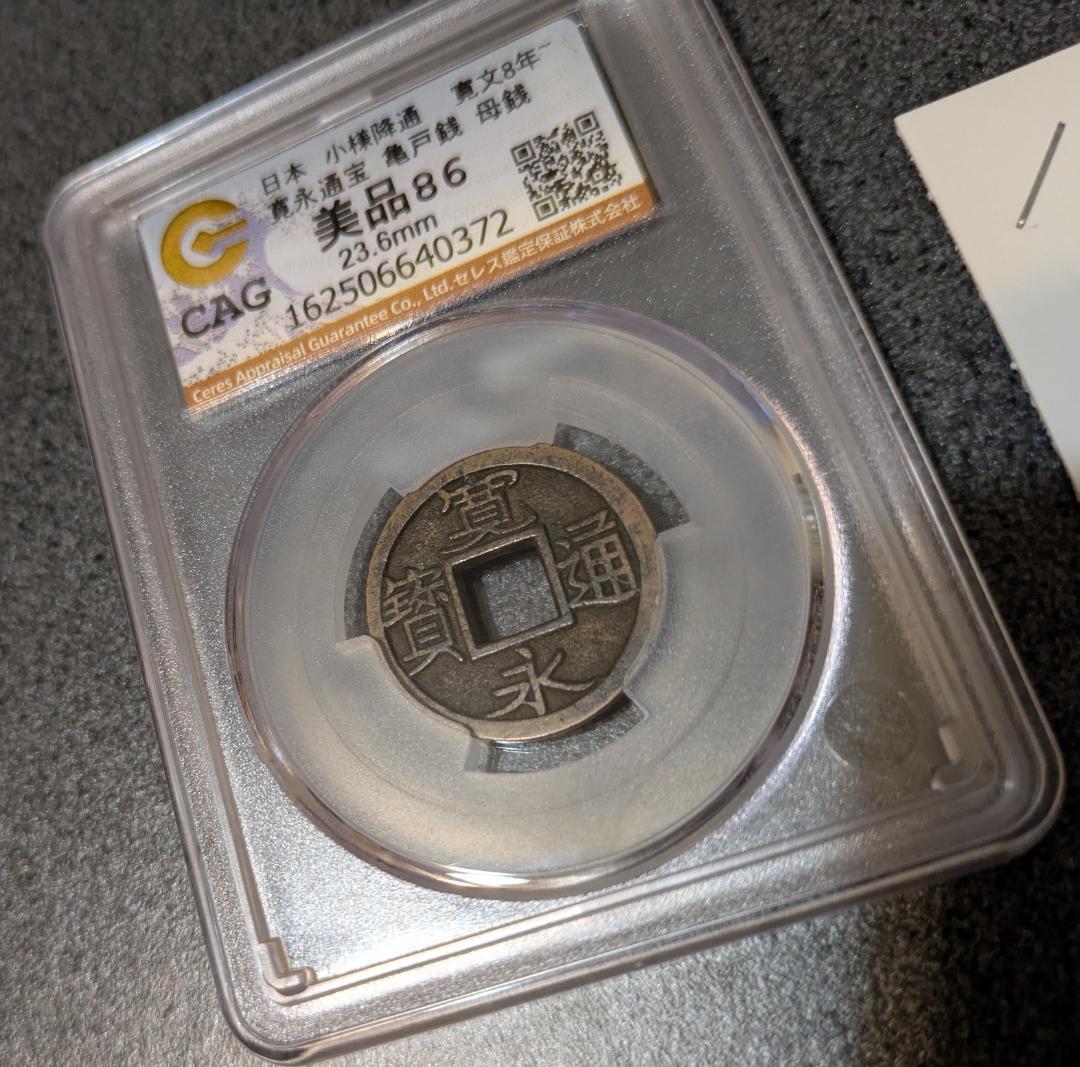 日本 小様降通 寛文8年~
寛永通宝 亀戸銭 母銭
美品86
23.6mm
162506640372
CAG
Ceres Appraisal Guarantee Co., Ltd.セレス鑑定保証株式会社
寛
通
寳
永